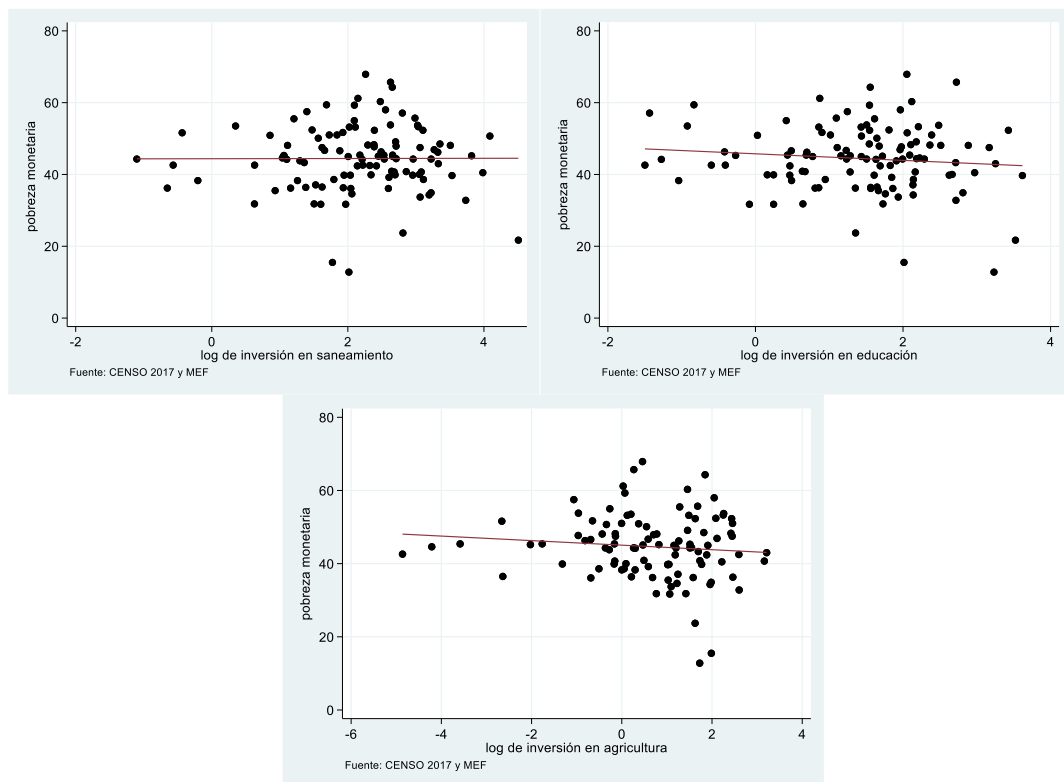 80
60
40
20
0
pobreza monetaria
-2 0 2 4
log de inversión en saneamiento
Fuente: CENSO 2017 y MEF
80
60
40
20
0
pobreza monetaria
-2 0 2 4
log de inversión en educación
Fuente: CENSO 2017 y MEF
80
60
40
20
0
pobreza monetaria
-6 -4 -2 0 2 4
log de inversión en agricultura
Fuente: CENSO 2017 y MEF